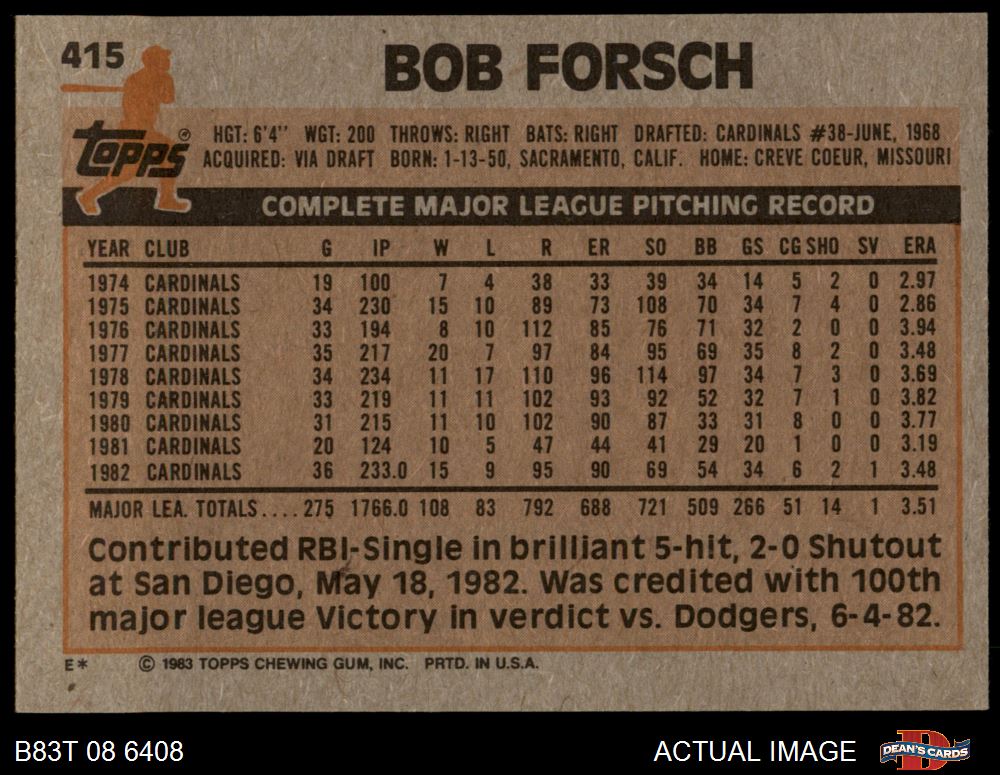 415
BOB FORSCH
topps ®
HGT: 6'4" WGT: 200 THROWS: RIGHT BATS: RIGHT DRAFTED: CARDINALS #38-JUNE, 1968
ACQUIRED: VIA DRAFT BORN: 1-13-50, SACRAMENTO, CALIF. HOME: CREVE COEUR, MISSOURI
COMPLETE MAJOR LEAGUE PITCHING RECORD
YEAR CLUB G IP W L R ER SO BB GS CG SHO SV ERA
1974 CARDINALS 19 100 7 4 38 33 39 34 14 5 2 0 2.97
1975 CARDINALS 34 230 15 10 89 73 108 70 34 7 4 0 2.86
1976 CARDINALS 33 194 8 10 112 85 76 71 32 2 0 0 3.94
1977 CARDINALS 35 217 20 7 97 84 95 69 35 8 2 0 3.48
1978 CARDINALS 34 234 11 17 110 96 114 97 34 7 3 0 3.69
1979 CARDINALS 33 219 11 11 102 93 92 52 32 7 1 0 3.82
1980 CARDINALS 31 215 11 10 102 90 87 33 31 8 0 0 3.77
1981 CARDINALS 20 124 10 5 47 44 41 29 20 1 0 0 3.19
1982 CARDINALS 36 233.0 15 9 95 90 69 54 34 6 2 1 3.48
MAJOR LEA. TOTALS.... 275 1766.0 108 83 792 688 721 509 266 51 14 1 3.51
Contributed RBI-Single in brilliant 5-hit, 2-0 Shutout
at San Diego, May 18, 1982. Was credited with 100th
major league Victory in verdict vs. Dodgers, 6-4-82.
E* © 1983 TOPPS CHEWING GUM, INC. PRTD. IN U.S.A.
B83T 08 6408
ACTUAL IMAGE
D
DEAN'S CARDS